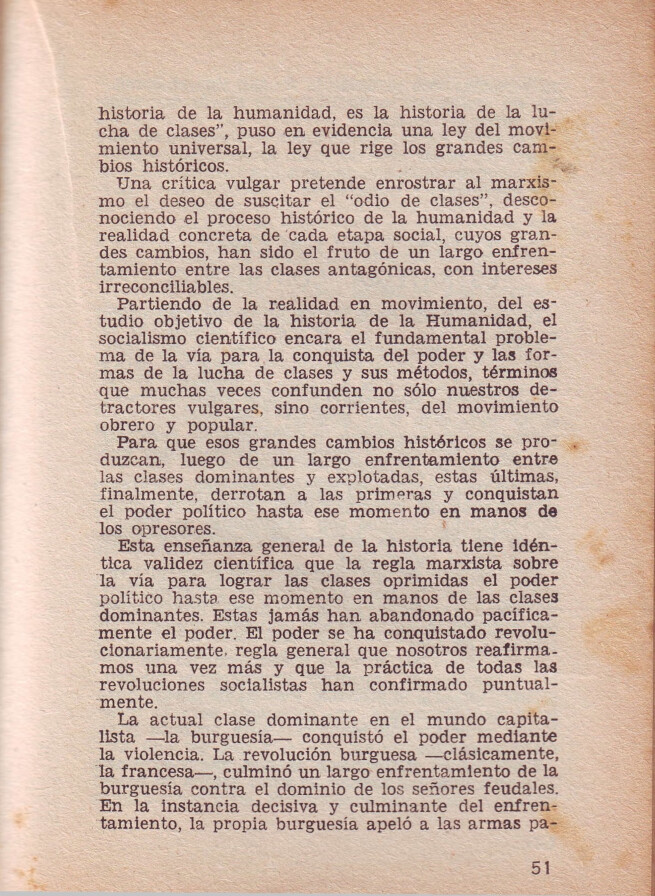 historia de la humanidad, es la historia de la lu-
cha de clases”, puso en evidencia una ley del movi-
miento universal, la ley que rige los grandes cam-
bios históricos.
Una crítica vulgar pretende enrostrar al marxis-
mo el deseo de suscitar el “odio de clases”, desco-
nociendo el proceso histórico de la humanidad y la
realidad concreta de cada etapa social, cuyos gran-
des cambios, han sido el fruto de un largo enfren-
tamiento entre las clases antagónicas, con intereses
irreconciliables.
Partiendo de la realidad en movimiento, del es-
tudio objetivo de la historia de la Humanidad, el
socialismo científico encara el fundamental proble-
ma de la vía para la conquista del poder y las for-
mas de la lucha de clases y sus métodos, términos
que muchas veces confunden no sólo nuestros de-
tractores vulgares, sino corrientes, del movimiento
obrero y popular.
Para que esos grandes cambios históricos se pro-
duzcan, luego de un largo enfrentamiento entre
las clases dominantes y explotadas, estas últimas,
finalmente, derrotan a las primeras y conquistan
el poder político hasta ese momento en manos de
los opresores.
Esta enseñanza general de la historia tiene idén-
tica validez científica que la regla marxista sobre
la vía para lograr las clases oprimidas el poder
político hasta ese momento en manos de las clases
dominantes. Estas jamás han abandonado pacífica-
mente el poder. El poder se ha conquistado revolu-
cionariamente, regla general que nosotros reafirma-
mos una vez más y que la práctica de todas las
revoluciones socialistas han confirmado puntual-
mente.
La actual clase dominante en el mundo capita-
lista —la burguesía— conquistó el poder mediante
la violencia. La revolución burguesa —clásicamente,
la francesa—, culminó un largo enfrentamiento de la
burguesía contra el dominio de los señores feudales.
En la instancia decisiva y culminante del enfren-
tamiento, la propia burguesía apeló a las armas pa-
51